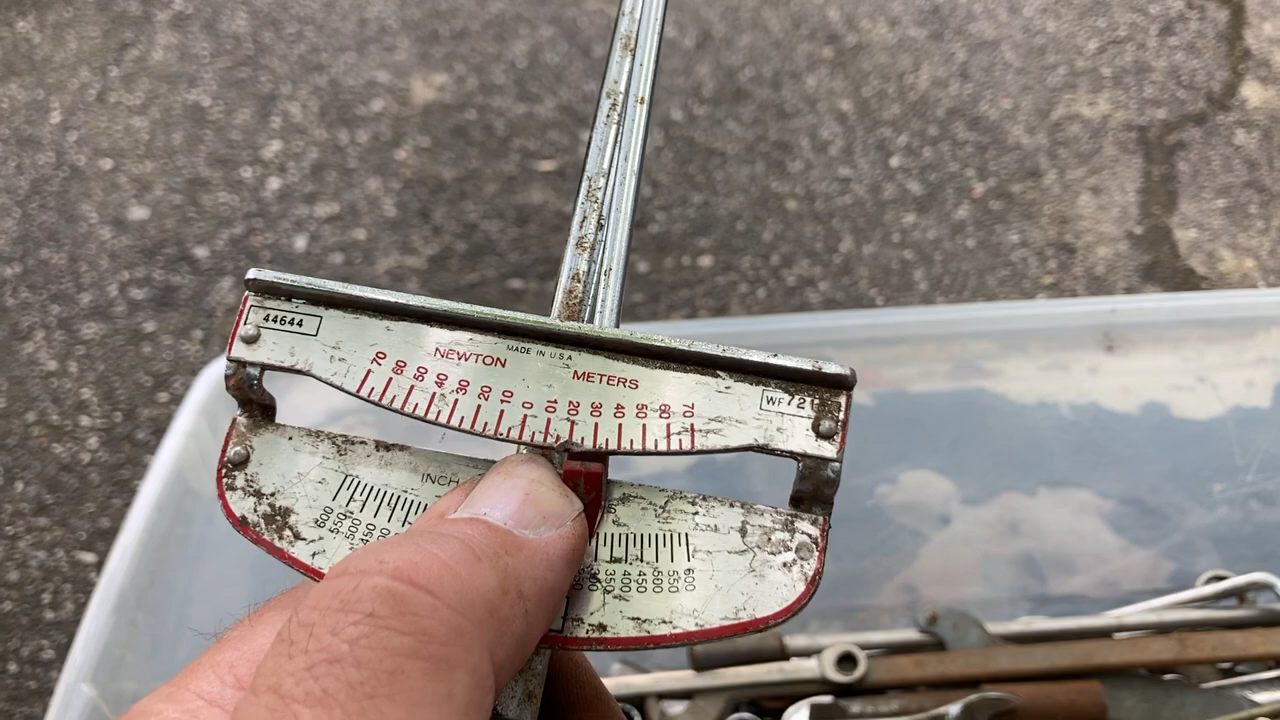 44644
MADE IN U.S.A.
NEWTON METERS
70 60 50 40 30 20 10 0 10 20 30 40 50 60 70
INCH
600 550 500 450
350 400 450 500 550 600